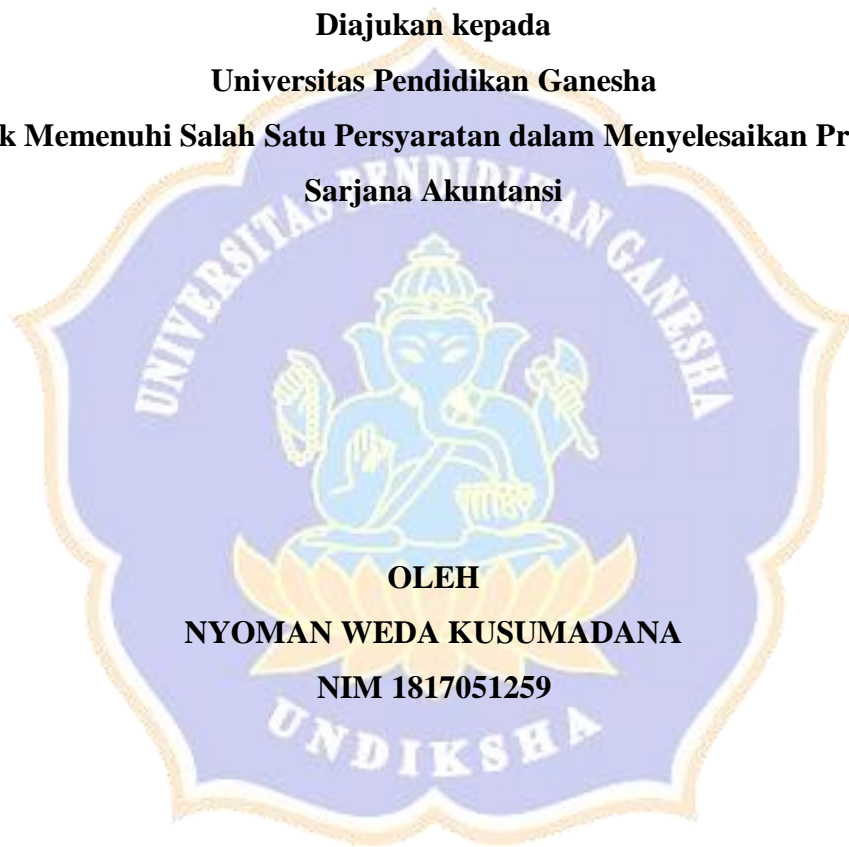 Diajukan kepada
Universitas Pendidikan Ganesha
Memenuhi Salah Satu Persyaratan dalam Menyelesaikan
Sarjana Akuntansi
UNIVERSITAS PENDIDIKAN GANESHA
OLEH
NYOMAN WEDA KUSUMADANA
NIM 1817051259
UNDIKSHA